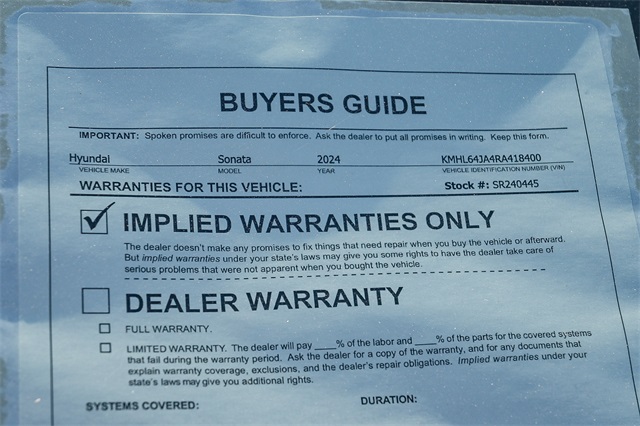 BUYERS GUIDE
IMPORTANT: Spoken promises are difficult to enforce. Ask the dealer to put all promises in writing. Keep this form.
Hyundai Sonata 2024 KMHL64JA4RA418400
VEHICLE MAKE MODEL YEAR VEHICLE IDENTIFICATION NUMBER (VIN)
WARRANTIES FOR THIS VEHICLE: Stock #: SR240445
IMPLIED WARRANTIES ONLY
The dealer doesn't make any promises to fix things that need repair when you buy the vehicle or afterward.
But implied warranties under your state's laws may give you some rights to have the dealer take care of
serious problems that were not apparent when you bought the vehicle.
DEALER WARRANTY
FULL WARRANTY.
LIMITED WARRANTY. The dealer will pay ____% of the labor and ____% of the parts for the covered systems
that fail during the warranty period. Ask the dealer for a copy of the warranty, and for any documents that
explain warranty coverage, exclusions, and the dealer's repair obligations. Implied warranties under your
state's laws may give you additional rights.
SYSTEMS COVERED: DURATION: